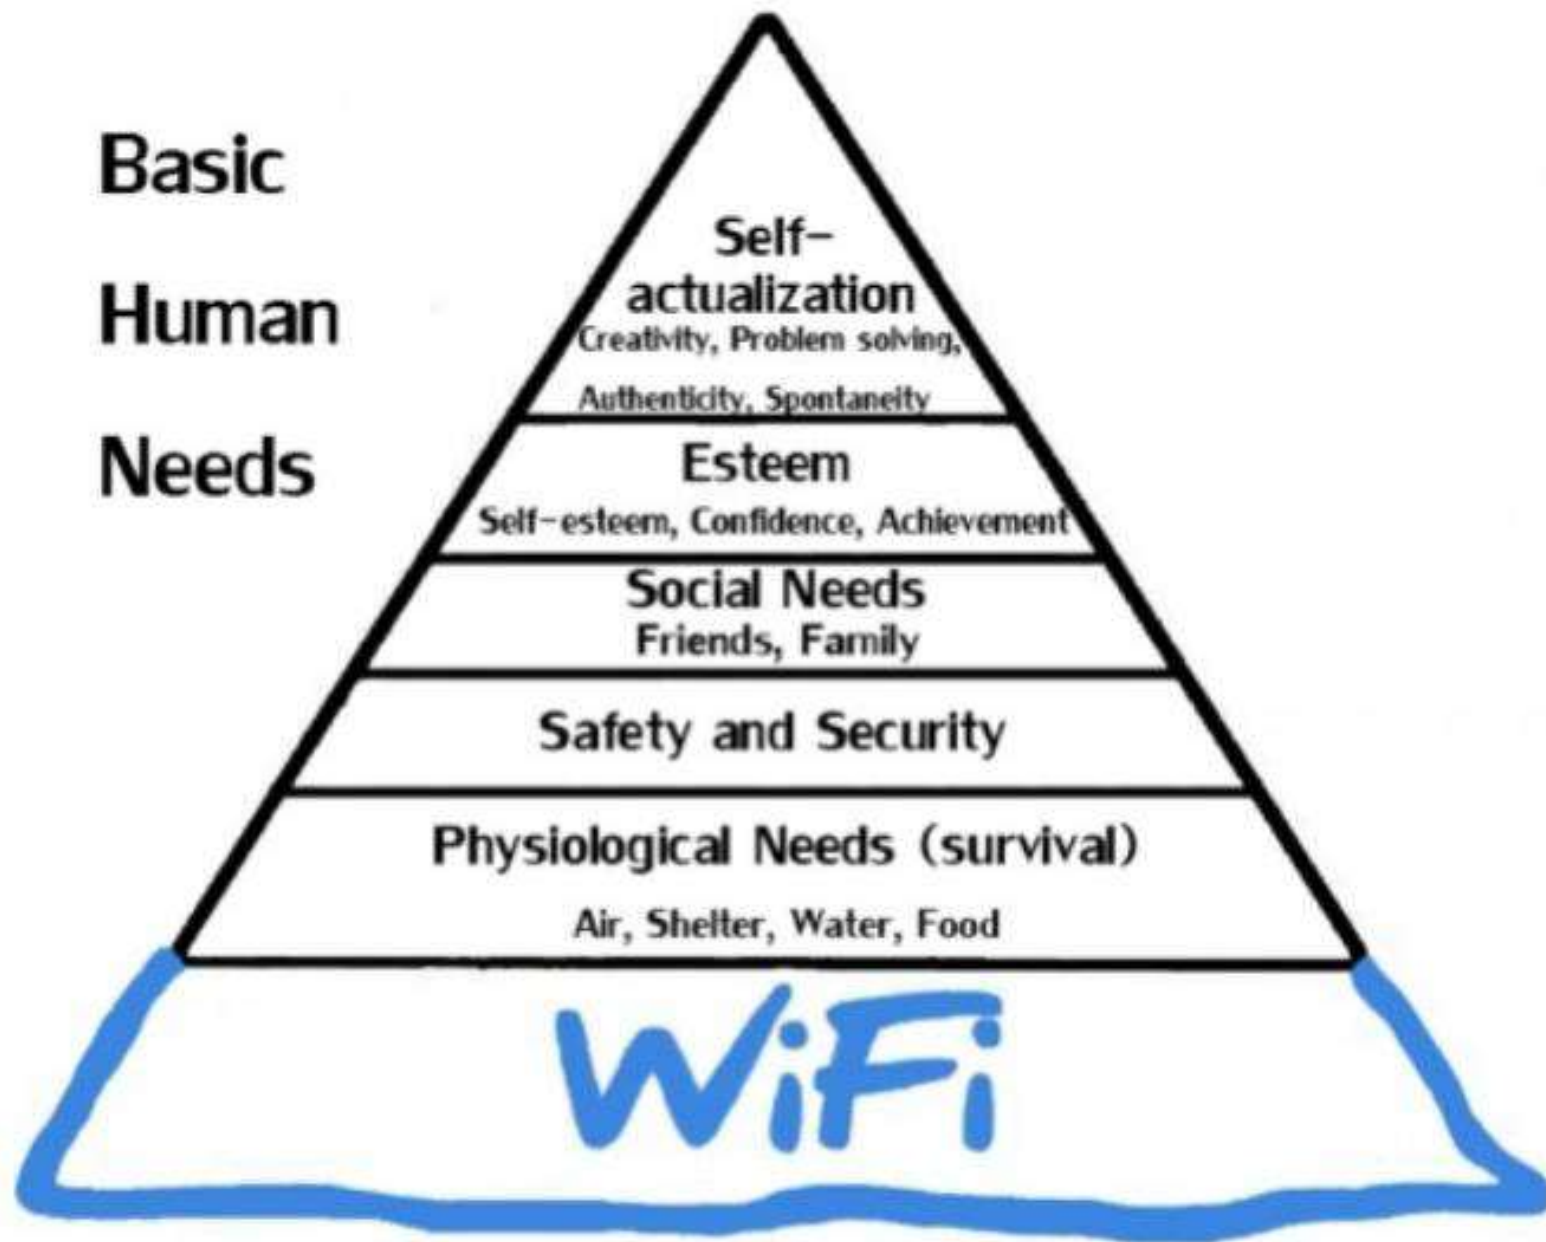 Basic
Human
Needs
Self-
actualization
Creativity, Problem solving,
Authenticity, Spontaneity
Esteem
Self-esteem, Confidence, Achievement
Social Needs
Friends, Family
Safety and Security
Physiological Needs (survival)
Air, Shelter, Water, Food
WiFi